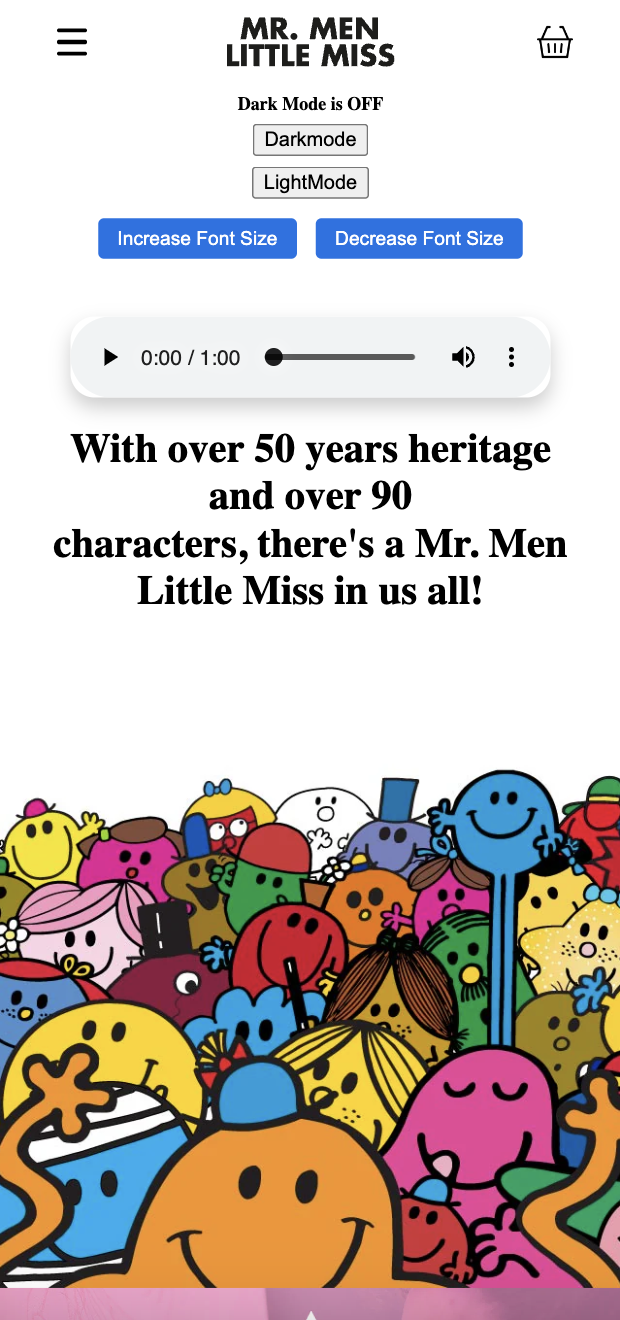 MR. MEN
LITTLE MISS
Dark Mode is OFF
Darkmode
LightMode
Increase Font Size
Decrease Font Size
0:00 / 1:00
With over 50 years heritage
and over 90
characters, there's a Mr. Men
Little Miss in us all!